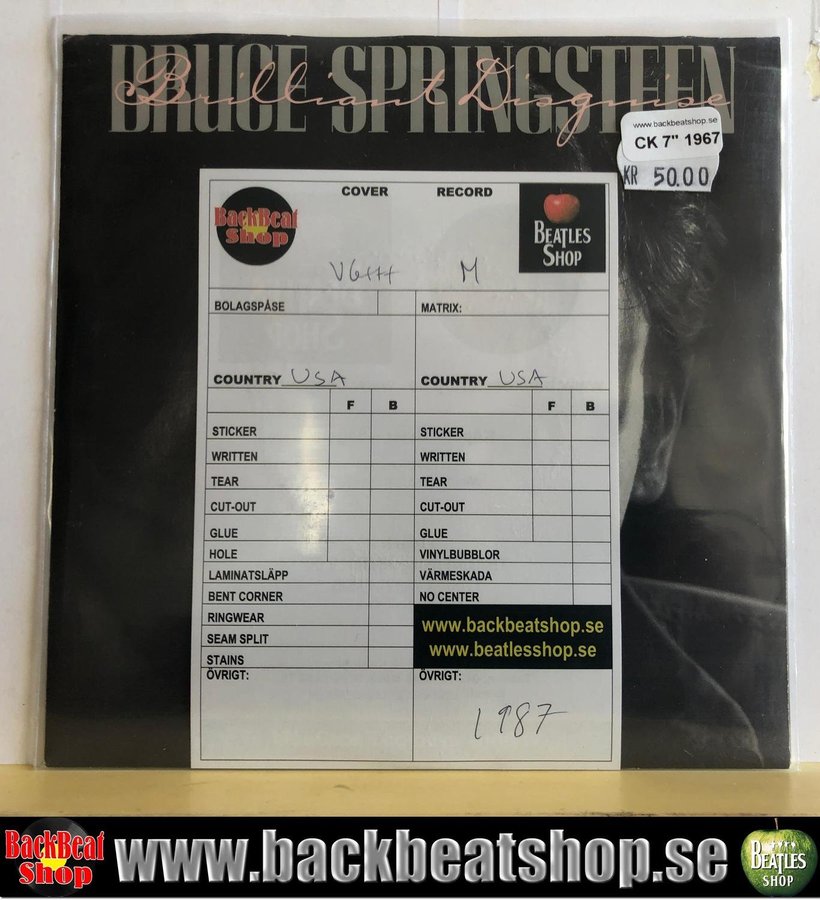 BRUCE SPRINGSTEEN
Brilliant Disguise
www.backbeatshop.se
CK 7" 1967
KR 50.00
BackBeat
Shop
COVER RECORD
BEATLES
SHOP
VG+++ M
BOLAGSPÅSE MATRIX:
COUNTRY USA COUNTRY USA
F B F B
STICKER STICKER
WRITTEN WRITTEN
TEAR TEAR
CUT-OUT CUT-OUT
GLUE GLUE
HOLE VINYLBUBBLOR
LAMINATSLÄPP VÄRMESKADA
BENT CORNER NO CENTER
RINGWEAR
SEAM SPLIT
STAINS
www.backbeatshop.se
www.beatlesshop.se
ÖVRIGT: ÖVRIGT:
1987
BackBeat
Shop
www.backbeatshop.se
BEATLES
SHOP